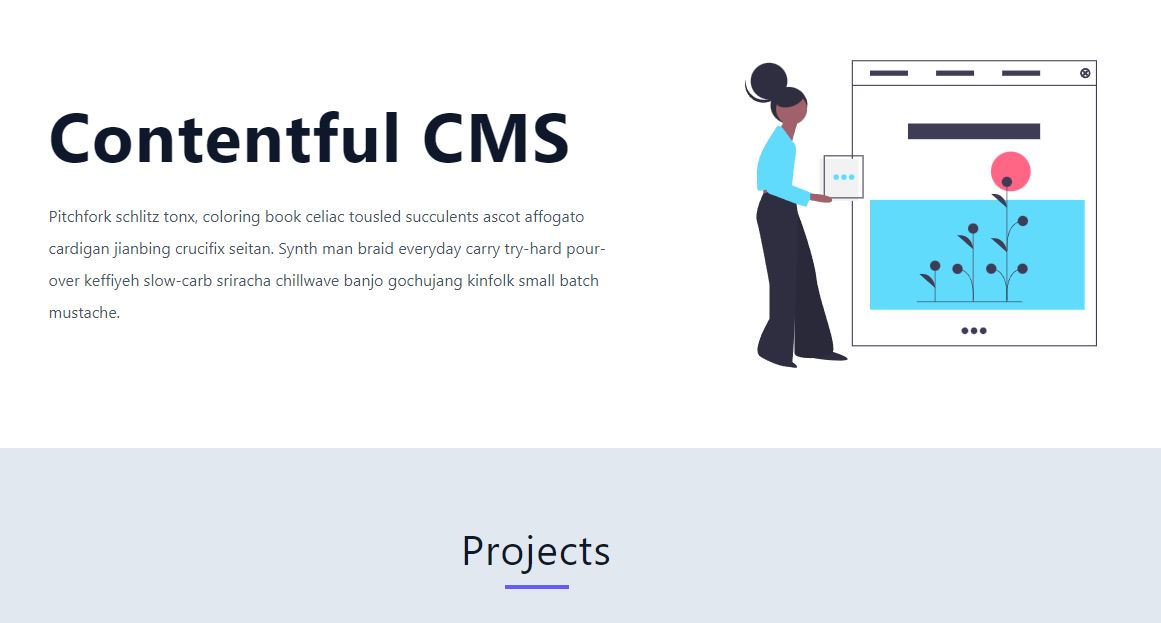 Contentful CMS
Pitchfork schlitz tonx, coloring book celiac tousled succulents ascot affogato
cardigan jianbing crucifix seitan. Synth man braid everyday carry try-hard pour-
over keffiyeh slow-carb sriracha chillwave banjo gochujang kinfolk small batch
mustache.
Projects